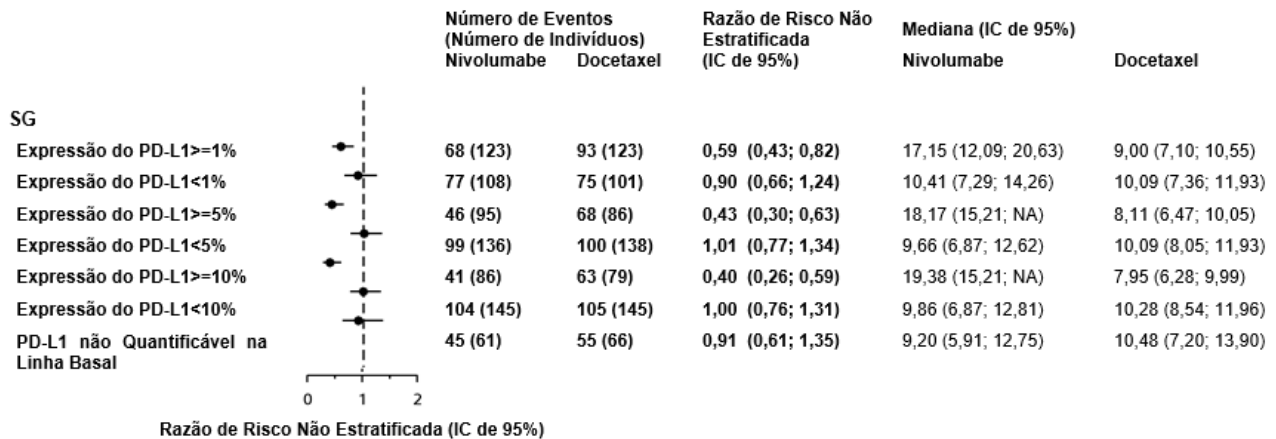 Número de Eventos
(Número de Indivíduos)
Razão de Risco Não
Estratificada
(IC de 95%)
Mediana (IC de 95%)
Nivolumabe Docetaxel Nivolumabe Docetaxel
SG
Expressão do PD-L1>=1% 68 (123) 93 (123) 0,59 (0,43; 0,82) 17,15 (12,09; 20,63) 9,00 (7,10; 10,55)
Expressão do PD-L1<1% 77 (108) 75 (101) 0,90 (0,66; 1,24) 10,41 (7,29; 14,26) 10,09 (7,36; 11,93)
Expressão do PD-L1>=5% 46 (95) 68 (86) 0,43 (0,30; 0,63) 18,17 (15,21; NA) 8,11 (6,47; 10,05)
Expressão do PD-L1<5% 99 (136) 100 (138) 1,01 (0,77; 1,34) 9,66 (6,87; 12,62) 10,09 (8,05; 11,93)
Expressão do PD-L1>=10% 41 (86) 63 (79) 0,40 (0,26; 0,59) 19,38 (15,21; NA) 7,95 (6,28; 9,99)
Expressão do PD-L1<10% 104 (145) 105 (145) 1,00 (0,76; 1,31) 9,86 (6,87; 12,81) 10,28 (8,54; 11,96)
PD-L1 não Quantificável na 45 (61) 55 (66) 0,91 (0,61; 1,35) 9,20 (5,91; 12,75) 10,48 (7,20; 13,90)
Linha Basal
0 1 2
Razão de Risco Não Estratificada (IC de 95%)